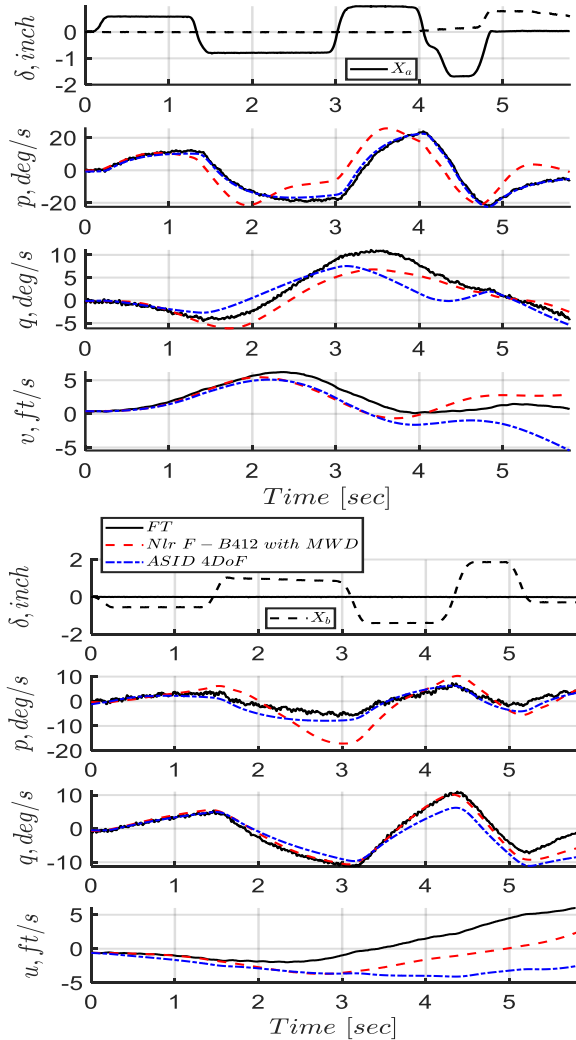 δ, inch
0
-1
-2
X_a
0 1 2 3 4 5
p, deg/s
20
0
-20
0 1 2 3 4 5
q, deg/s
10
5
0
-5
0 1 2 3 4 5
v, ft/s
5
0
-5
0 1 2 3 4 5
Time [sec]
FT
Nlr F − B412 with MWD
ASID 4DoF
δ, inch
2
0
-2
X_b
0 1 2 3 4 5
p, deg/s
10
0
-10
-20
0 1 2 3 4 5
q, deg/s
10
0
-10
0 1 2 3 4 5
u, ft/s
5
0
-5
0 1 2 3 4 5
Time [sec]